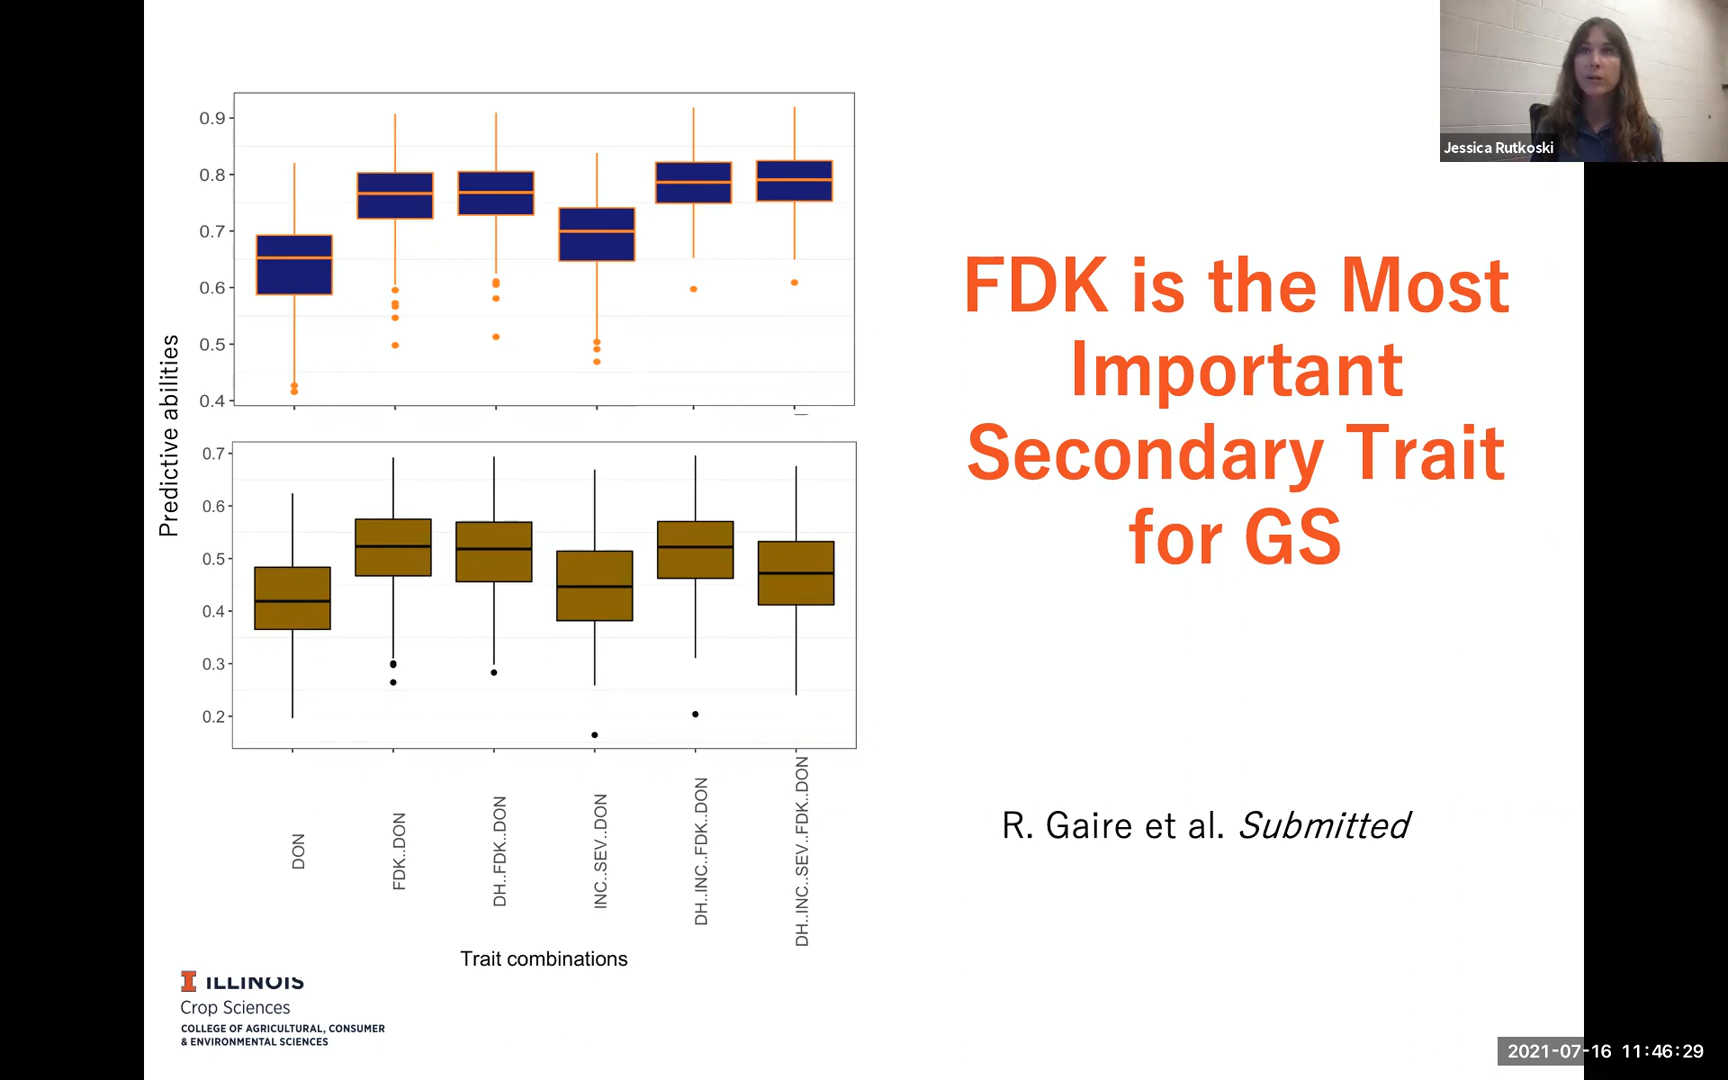 Jessica Rutkoski
FDK is the Most
Important
Secondary Trait
for GS
R. Gaire et al. Submitted
Predictive abilities
0.9
0.8
0.7
0.6
0.5
0.4
0.7
0.6
0.5
0.4
0.3
0.2
DON
FDK..DON
DH..FDK..DON
INC..SEV..DON
DH..INC..FDK..DON
DH..INC..SEV..FDK..DON
Trait combinations
I ILLINOIS
Crop Sciences
COLLEGE OF AGRICULTURAL, CONSUMER
& ENVIRONMENTAL SCIENCES
2021-07-16 11:46:29